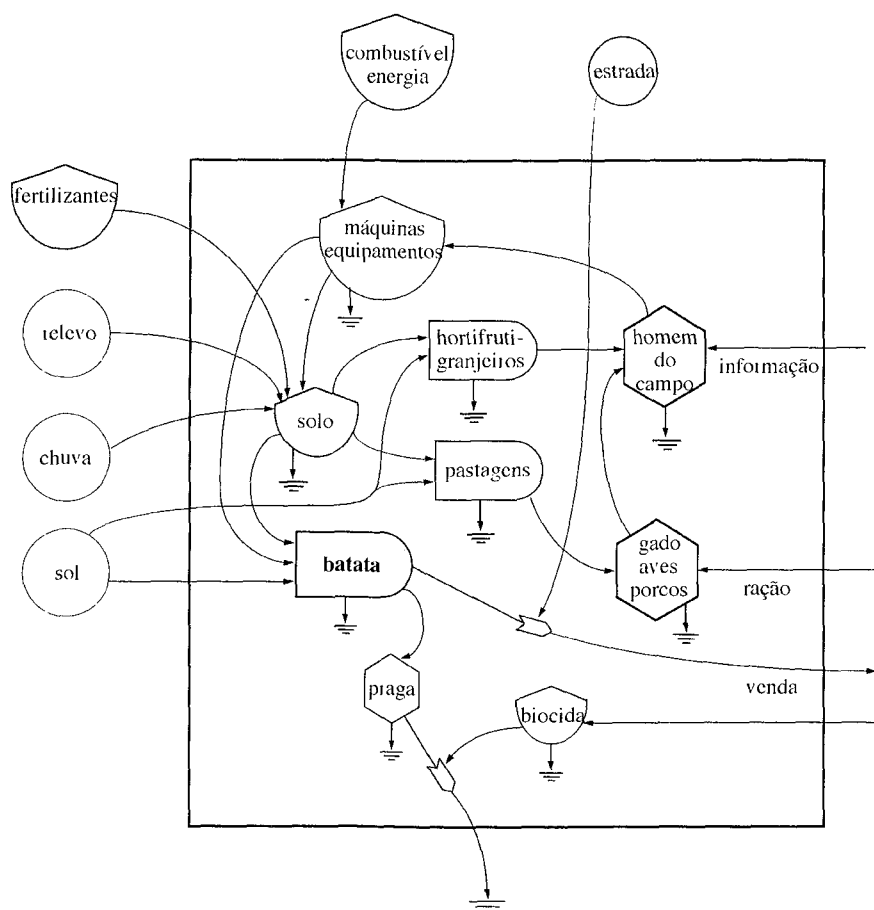 combustível
energia
estrada
fertilizantes
máquinas
equipamentos
relevo
hortifruti-
granjeiros
homem
do
campo
informação
solo
chuva
pastagens
sol
batata
gado
aves
porcos
ração
praga
venda
biocida